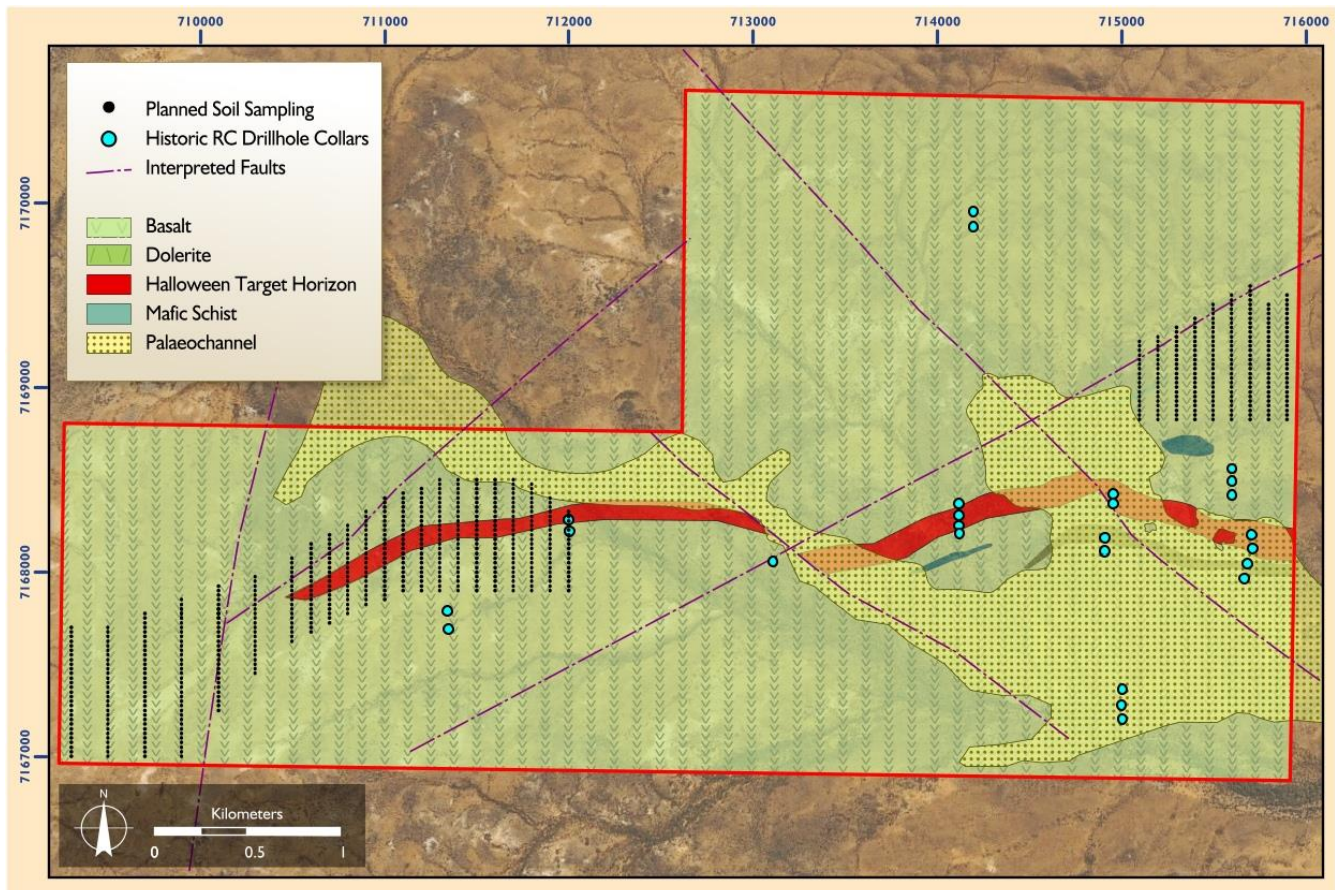 710000 711000 712000 713000 714000 715000 716000
Planned Soil Sampling
Historic RC Drillhole Collars
Interpreted Faults
Basalt
Dolerite
Halloween Target Horizon
Mafic Schist
Palaeochannel
7170000
7169000
7168000
7167000
N
Kilometers
0 0.5 1